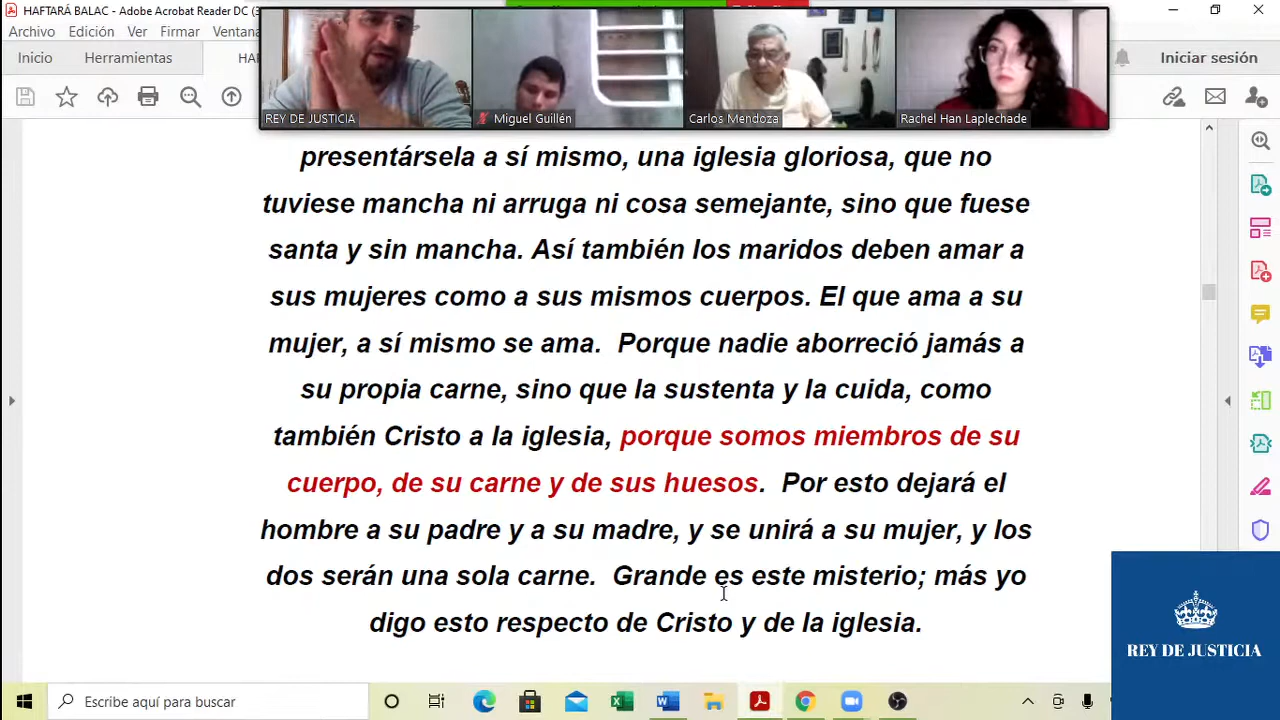 HAFTARÁ BALAC - Adobe Acrobat Reader DC (3
Archivo Edición Ver Firmar Ventana
Inicio Herramientas
Iniciar sesión
REY DE JUSTICIA
Miguel Guillén
Carlos Mendoza
Rachel Han Laplechade
presentársela a sí mismo, una iglesia gloriosa, que no
tuviese mancha ni arruga ni cosa semejante, sino que fuese
santa y sin mancha. Así también los maridos deben amar a
sus mujeres como a sus mismos cuerpos. El que ama a su
mujer, a sí mismo se ama. Porque nadie aborreció jamás a
su propia carne, sino que la sustenta y la cuida, como
también Cristo a la iglesia, porque somos miembros de su
cuerpo, de su carne y de sus huesos. Por esto dejará el
hombre a su padre y a su madre, y se unirá a su mujer, y los
dos serán una sola carne. Grande es este misterio; más yo
digo esto respecto de Cristo y de la iglesia.
REY DE JUSTICIA
Escribe aquí para buscar